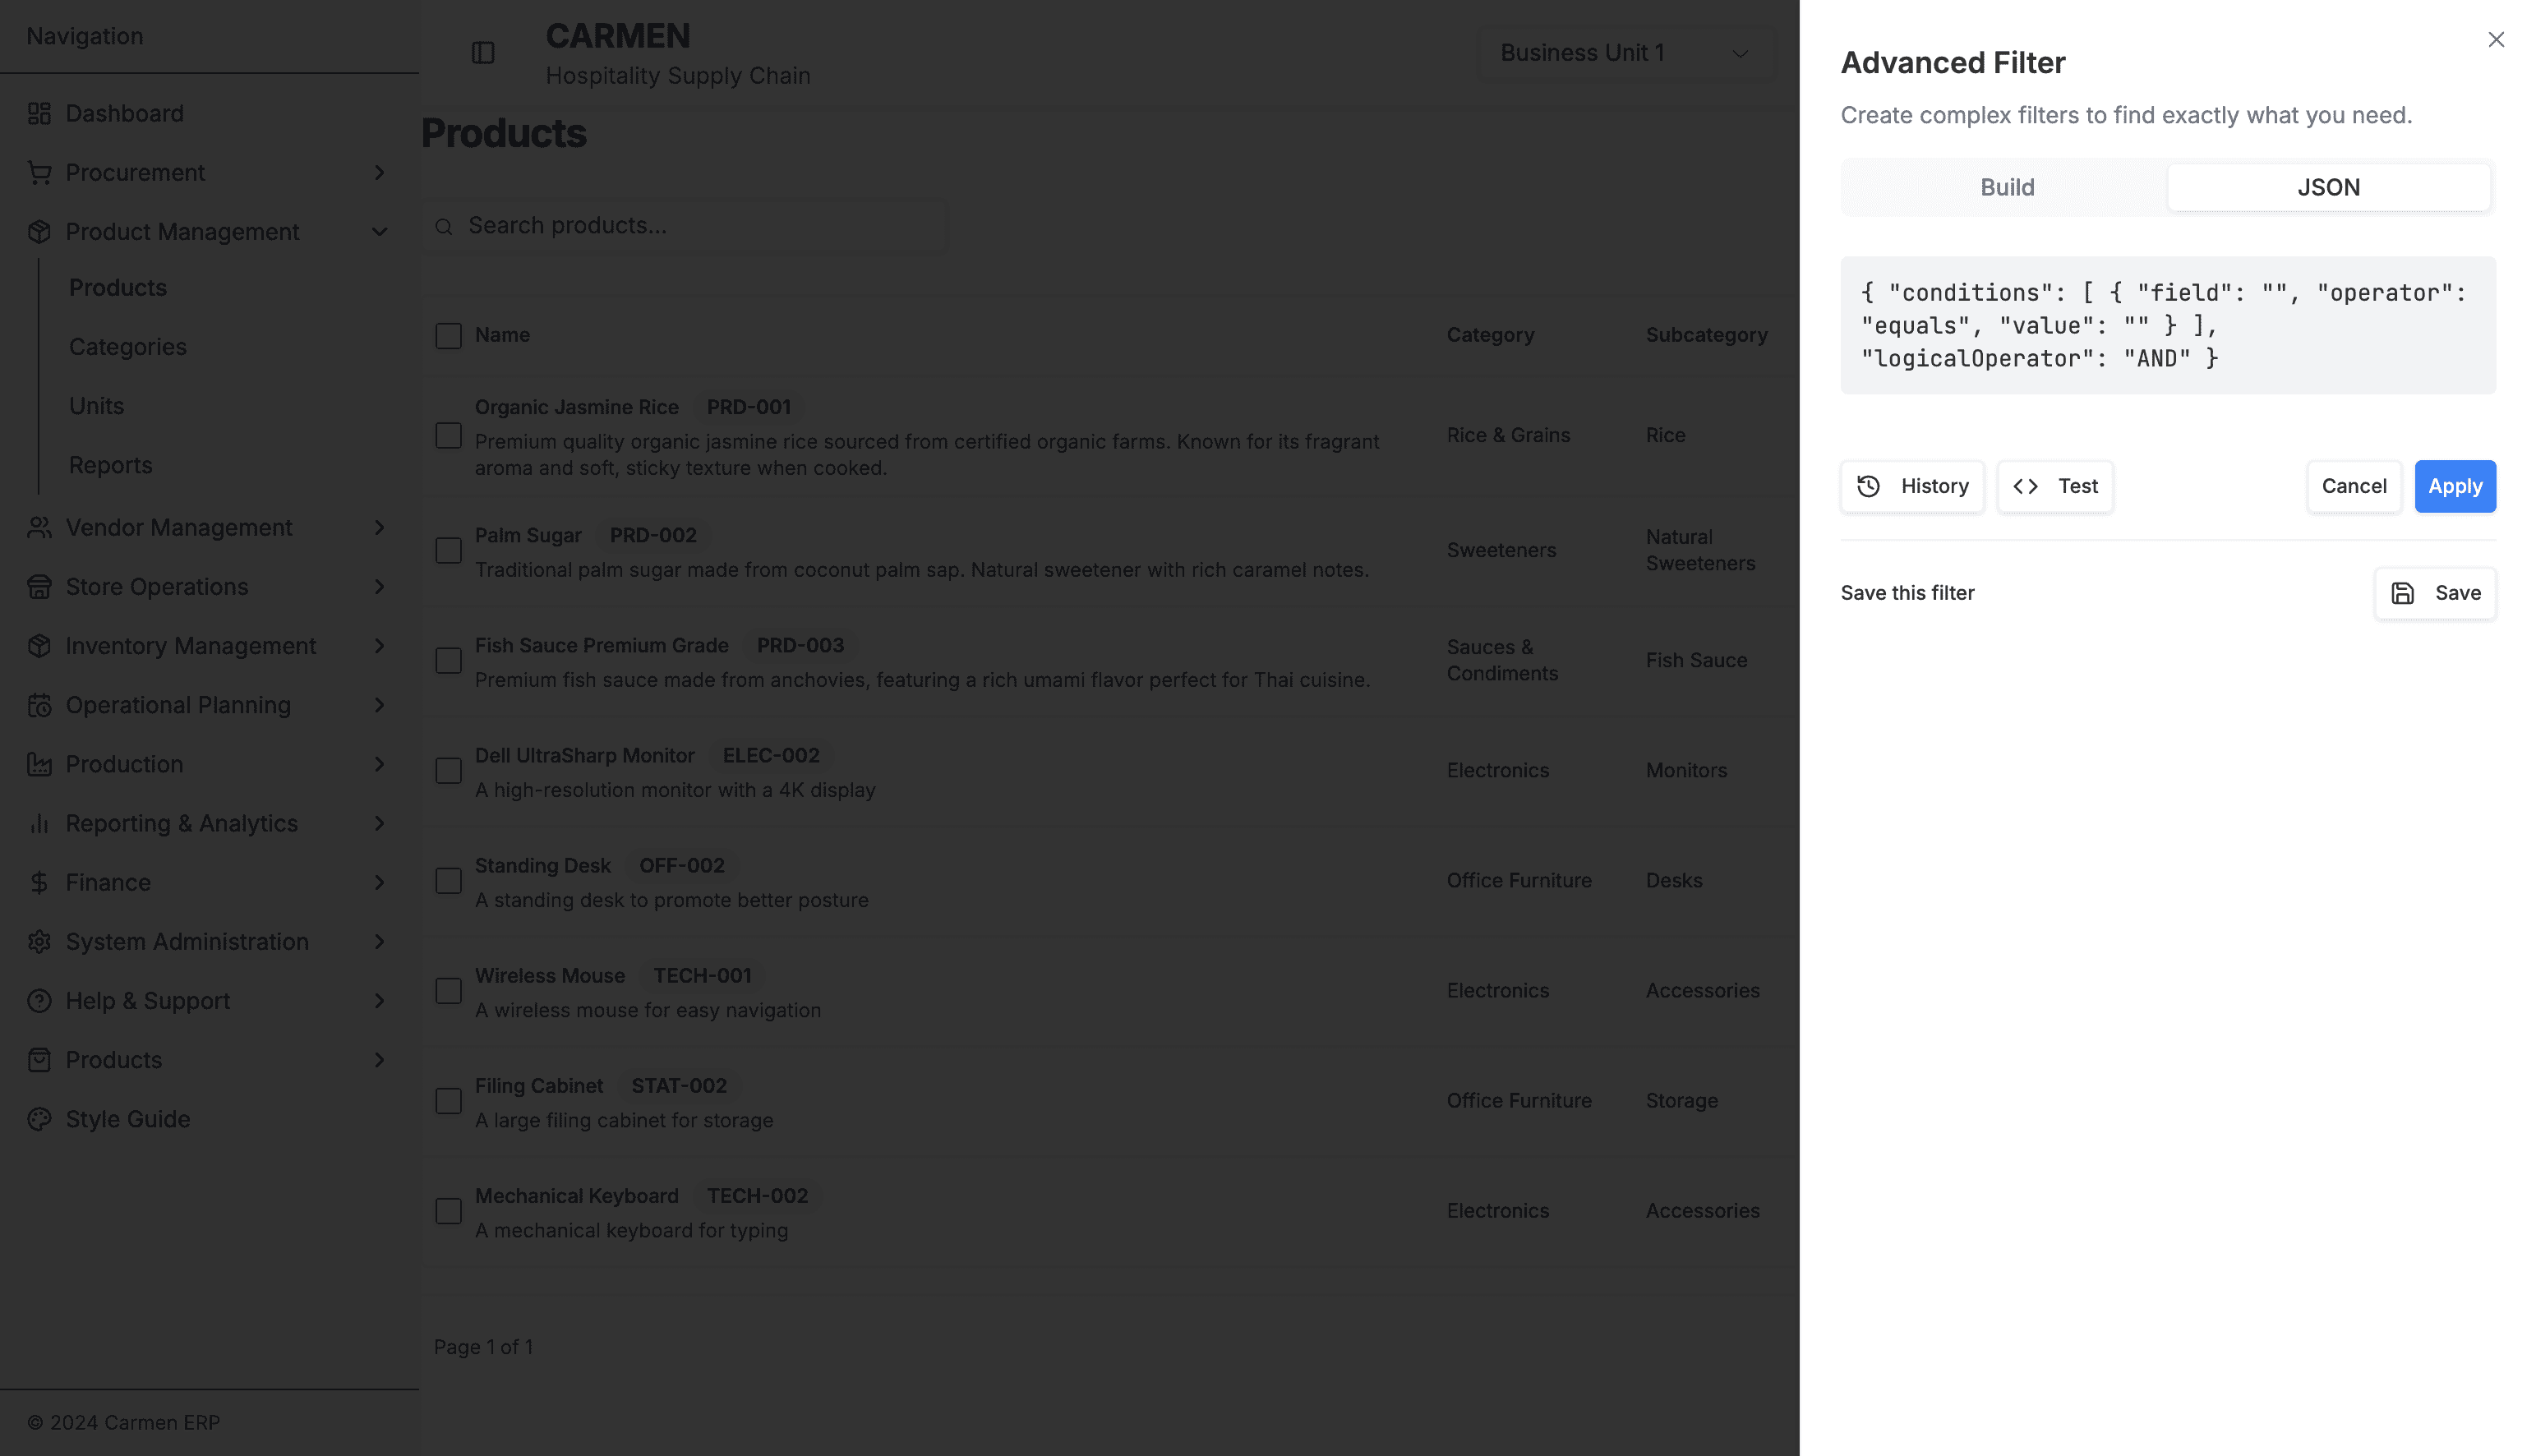 Navigation
Dashboard
Procurement
Product Management
Products
Categories
Units
Reports
Vendor Management
Store Operations
Inventory Management
Operational Planning
Production
Reporting & Analytics
Finance
System Administration
Help & Support
Products
Style Guide
© 2024 Carmen ERP
CARMEN
Hospitality Supply Chain
Business Unit 1
Products
Search products...
Name Category Subcategory
Organic Jasmine Rice PRD-001
Premium quality organic jasmine rice sourced from certified organic farms. Known for its fragrant
aroma and soft, sticky texture when cooked.
Rice & Grains
Rice
Palm Sugar PRD-002
Traditional palm sugar made from coconut palm sap. Natural sweetener with rich caramel notes.
Sweeteners
Natural
Sweeteners
Fish Sauce Premium Grade PRD-003
Premium fish sauce made from anchovies, featuring a rich umami flavor perfect for Thai cuisine.
Sauces &
Condiments
Fish Sauce
Dell UltraSharp Monitor ELEC-002
A high-resolution monitor with a 4K display
Electronics
Monitors
Standing Desk OFF-002
A standing desk to promote better posture
Office Furniture
Desks
Wireless Mouse TECH-001
A wireless mouse for easy navigation
Electronics
Accessories
Filing Cabinet STAT-002
A large filing cabinet for storage
Office Furniture
Storage
Mechanical Keyboard TECH-002
A mechanical keyboard for typing
Electronics
Accessories
Page 1 of 1
Advanced Filter
Create complex filters to find exactly what you need.
Build JSON
{ "conditions": [ { "field": "", "operator":
"equals", "value": "" } ],
"logicalOperator": "AND" }
History Test Cancel Apply
Save this filter Save